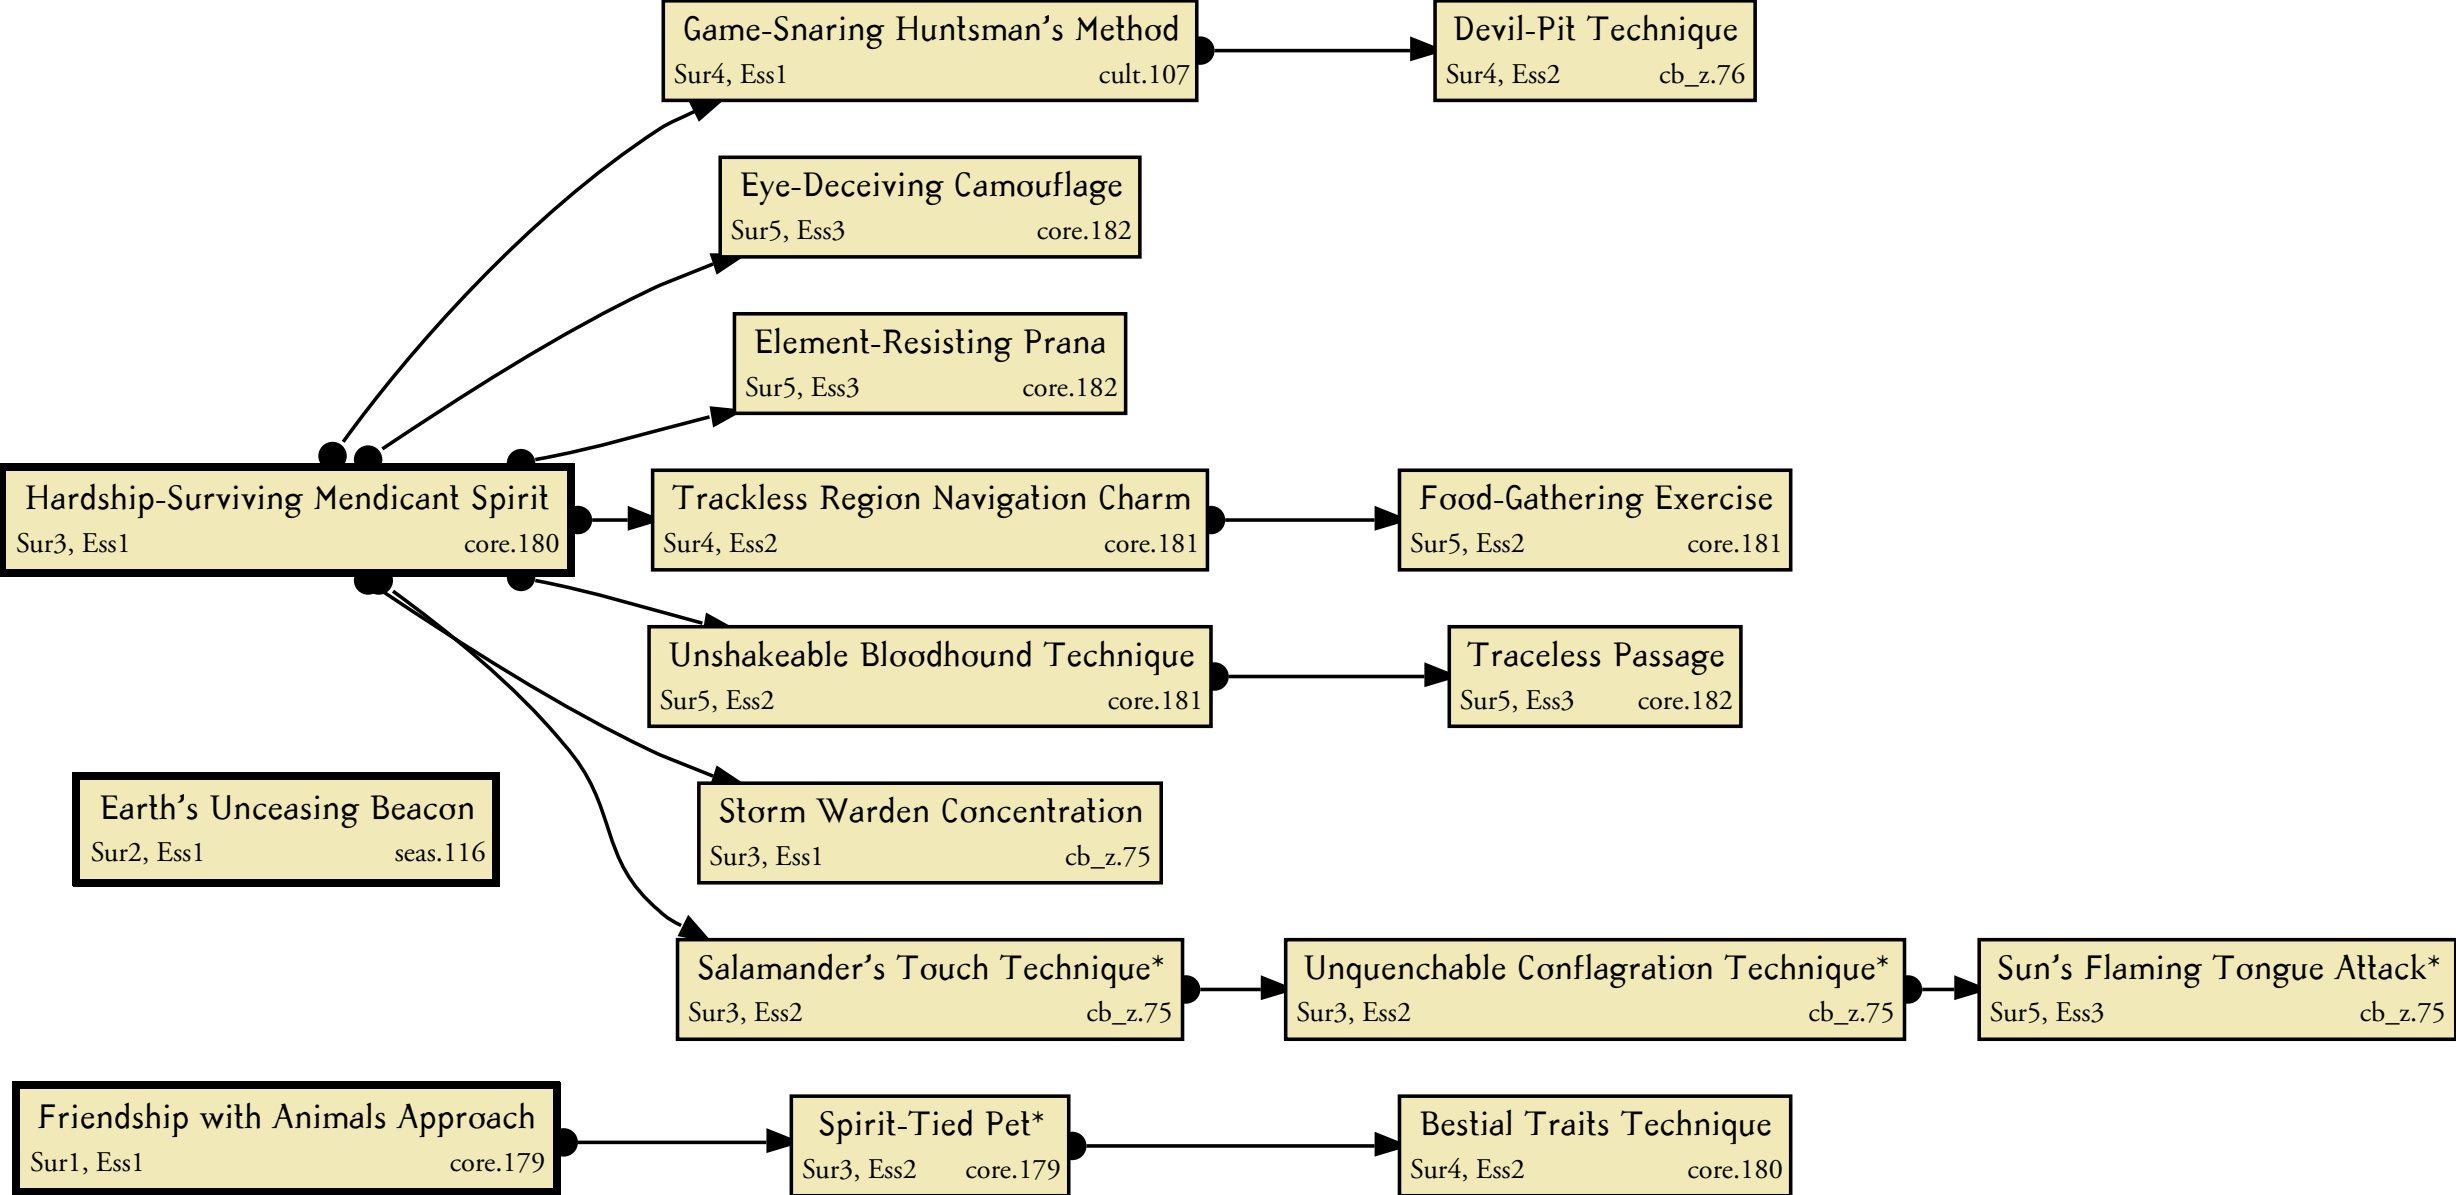 Game-Snaring Huntsman's Method
Sur4, Ess1 cult.107
Devil-Pit Technique
Sur4, Ess2 cb_z.76
Eye-Deceiving Camouflage
Sur5, Ess3 core.182
Element-Resisting Prana
Sur5, Ess3 core.182
Hardship-Surviving Mendicant Spirit
Sur3, Ess1 core.180
Trackless Region Navigation Charm
Sur4, Ess2 core.181
Food-Gathering Exercise
Sur5, Ess2 core.181
Unshakeable Bloodhound Technique
Sur5, Ess2 core.181
Traceless Passage
Sur5, Ess3 core.182
Earth's Unceasing Beacon
Sur2, Ess1 seas.116
Storm Warden Concentration
Sur3, Ess1 cb_z.75
Salamander's Touch Technique*
Sur3, Ess2 cb_z.75
Unquenchable Conflagration Technique*
Sur3, Ess2 cb_z.75
Sun's Flaming Tongue Attack*
Sur5, Ess3 cb_z.75
Friendship with Animals Approach
Sur1, Ess1 core.179
Spirit-Tied Pet*
Sur3, Ess2 core.179
Bestial Traits Technique
Sur4, Ess2 core.180